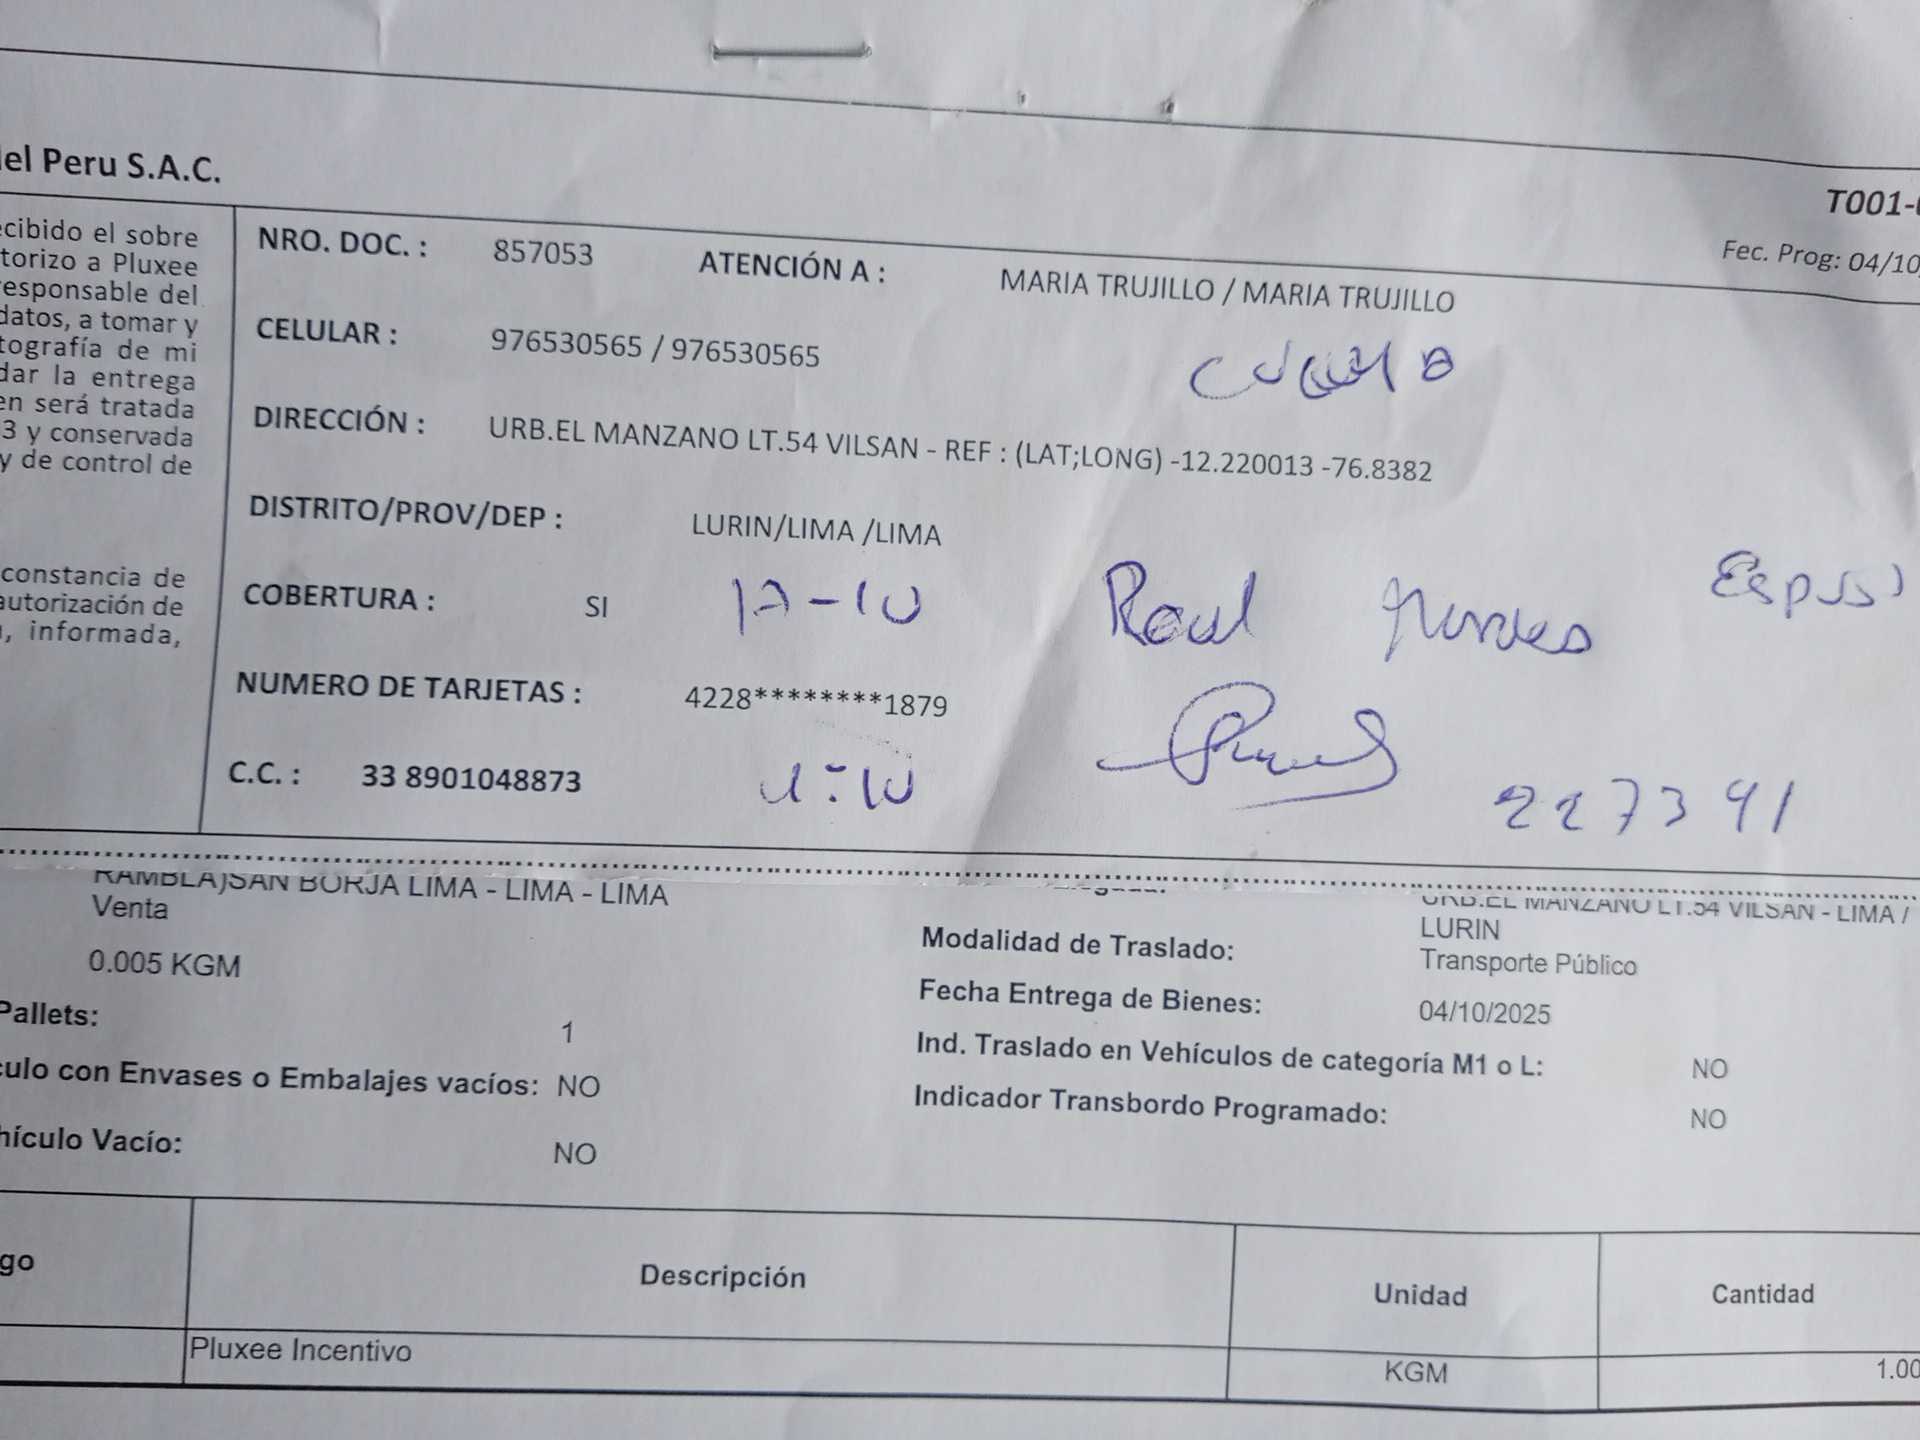 del Peru S.A.C.
T001-
Fec. Prog: 04/10/
ecibido el sobre
torizo a Pluxee
responsable del
datos, a tomar y
tografía de mi
dar la entrega
en será tratada
3 y conservada
y de control de
constancia de
autorización de
, informada,
NRO. DOC. : 857053 ATENCIÓN A : MARIA TRUJILLO / MARIA TRUJILLO
CELULAR : 976530565 / 976530565
DIRECCIÓN : URB.EL MANZANO LT.54 VILSAN - REF : (LAT;LONG) -12.220013 -76.8382
DISTRITO/PROV/DEP : LURIN/LIMA /LIMA
COBERTURA : SI
Raul
NUMERO DE TARJETAS : 4228********1879
C.C. : 33 8901048873
RAMBLA)SAN BORJA LIMA - LIMA - LIMA
Venta
0.005 KGM
Pallets: 1
culo con Envases o Embalajes vacíos: NO
hículo Vacío: NO
URB.EL MANZANO LT.54 VILSAN - LIMA /
LURIN
Modalidad de Traslado: Transporte Público
Fecha Entrega de Bienes: 04/10/2025
Ind. Traslado en Vehículos de categoría M1 o L: NO
Indicador Transbordo Programado: NO
go Descripción Unidad Cantidad
Pluxee Incentivo KGM 1.00